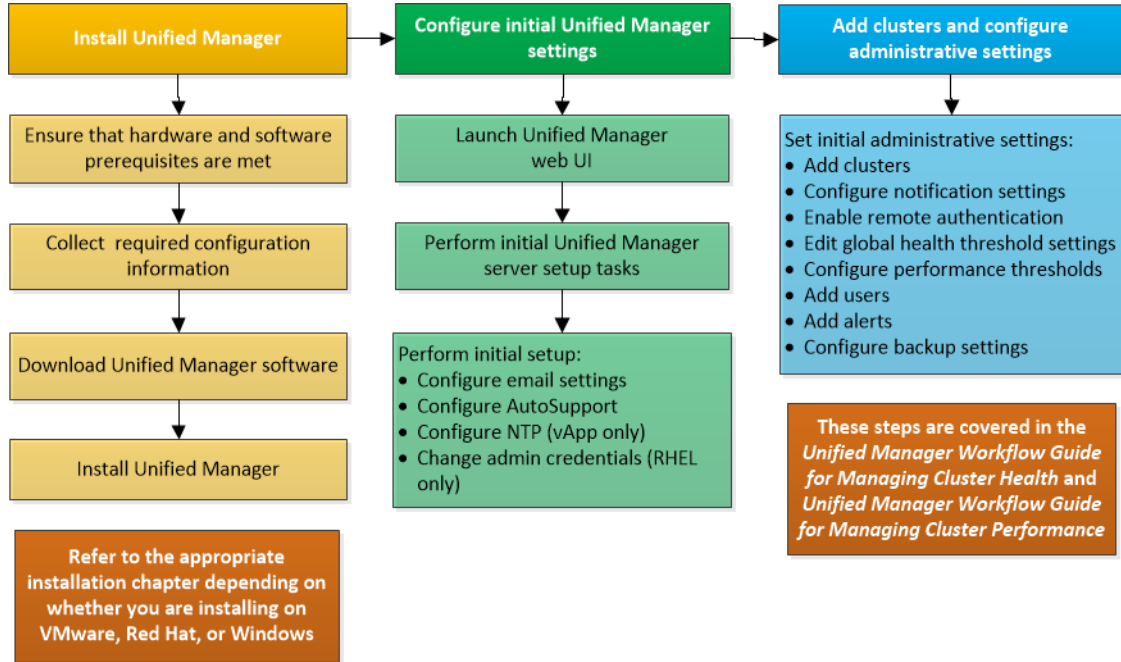 Install Unified Manager
Ensure that hardware and software
prerequisites are met
Collect required configuration
information
Download Unified Manager software
Install Unified Manager
Refer to the appropriate
installation chapter depending on
whether you are installing on
VMware, Red Hat, or Windows
Configure initial Unified Manager
settings
Launch Unified Manager
web UI
Perform initial Unified Manager
server setup tasks
Perform initial setup:
• Configure email settings
• Configure AutoSupport
• Configure NTP (vApp only)
• Change admin credentials (RHEL
only)
Add clusters and configure
administrative settings
Set initial administrative settings:
• Add clusters
• Configure notification settings
• Enable remote authentication
• Edit global health threshold settings
• Configure performance thresholds
• Add users
• Add alerts
• Configure backup settings
These steps are covered in the
Unified Manager Workflow Guide
for Managing Cluster Health and
Unified Manager Workflow Guide
for Managing Cluster Performance